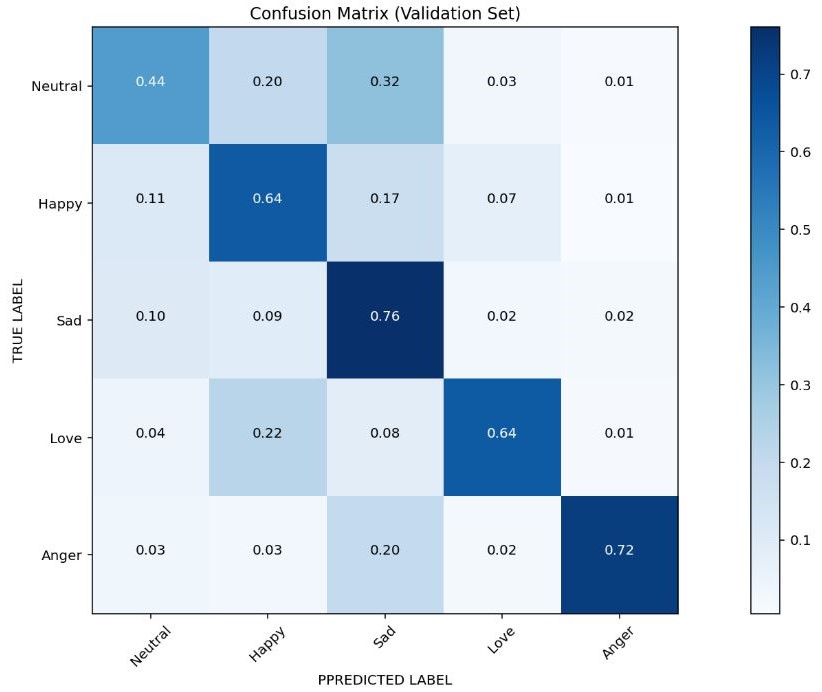 Confusion Matrix (Validation Set)
Neutral 0.44 0.20 0.32 0.03 0.01
Happy 0.11 0.64 0.17 0.07 0.01
Sad 0.10 0.09 0.76 0.02 0.02
Love 0.04 0.22 0.08 0.64 0.01
Anger 0.03 0.03 0.20 0.02 0.72
Neutral Happy Sad Love Anger
TRUE LABEL
PPREDICTED LABEL
0.7
0.6
0.5
0.4
0.3
0.2
0.1